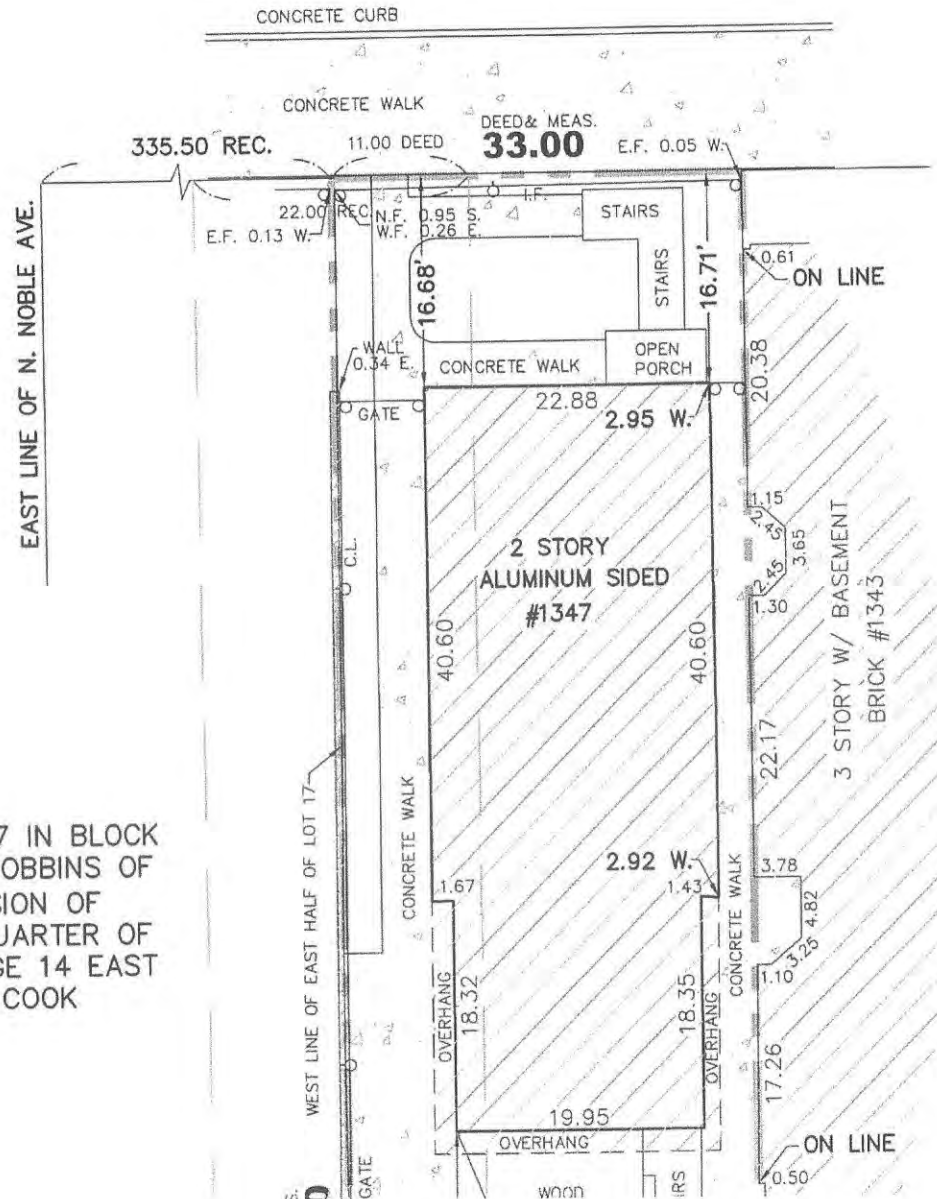 CONCRETE CURB
CONCRETE WALK
335.50 REC.
11.00 DEED
DEED& MEAS.
33.00
E.F. 0.05 W.
22.00 REC.
N.F. 0.95 S.
W.F. 0.26 E.
E.F. 0.13 W.
I.F.
STAIRS
STAIRS
0.61
ON LINE
EAST LINE OF N. NOBLE AVE.
16.68'
16.71'
WALL
0.34 E.
CONCRETE WALK
OPEN
PORCH
20.38
GATE
22.88
2.95 W.
1.15
2.45
3.65
2.45
1.30
C.L.
2 STORY
ALUMINUM SIDED
#1347
40.60
40.60
3 STORY W/ BASEMENT
BRICK #1343
22.17
WEST LINE OF EAST HALF OF LOT 17
CONCRETE WALK
7 IN BLOCK
OBBINS OF
SION OF
UARTER OF
GE 14 EAST
COOK
2.92 W.
1.67
1.43
CONCRETE WALK
3.78
4.82
3.25
1.10
OVERHANG
18.32
18.35
OVERHANG
17.26
19.95
OVERHANG
ON LINE
0.50
GATE
WOOD
IRS
S.
0